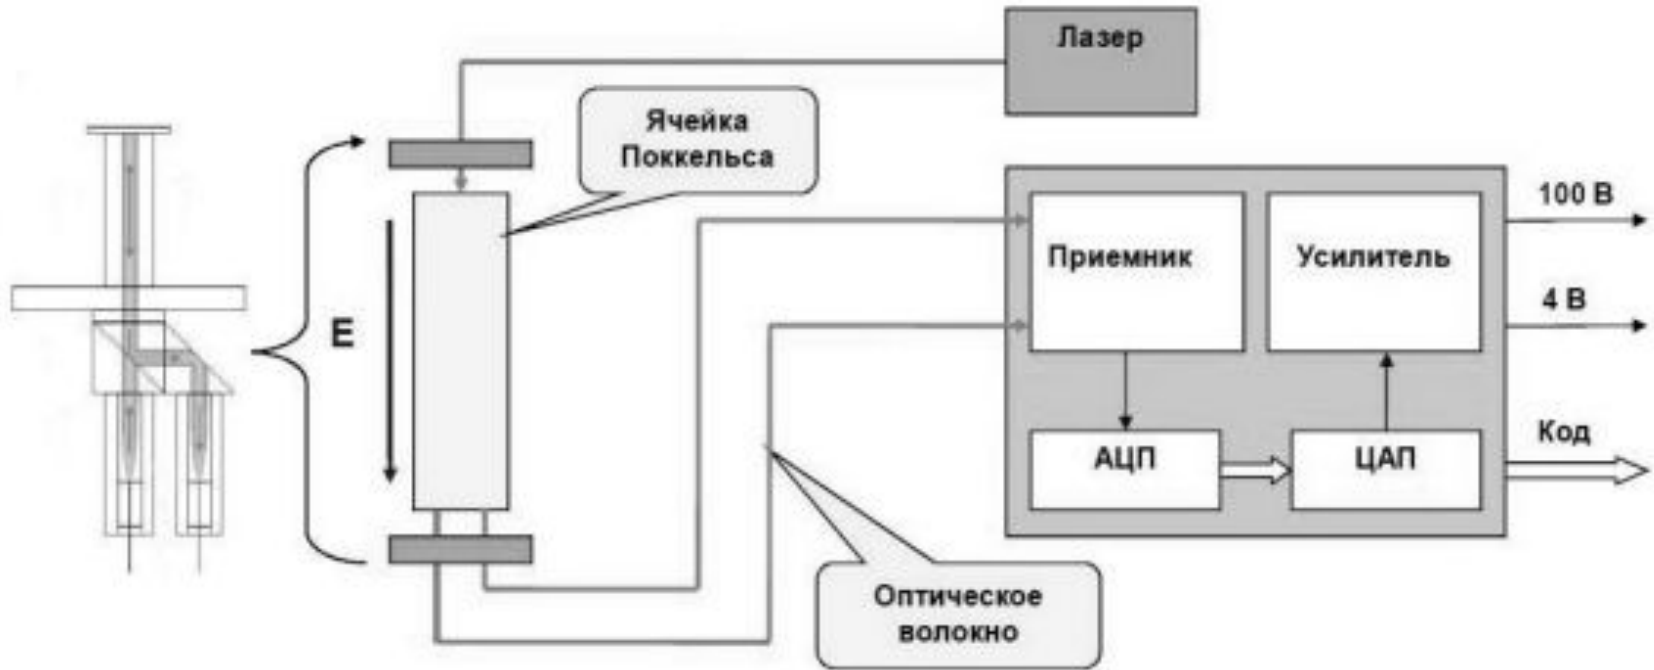 Лазер
Ячейка
Поккельса
E
Приемник
Усилитель
100 В
4 В
АЦП
ЦАП
Код
Оптическое
волокно